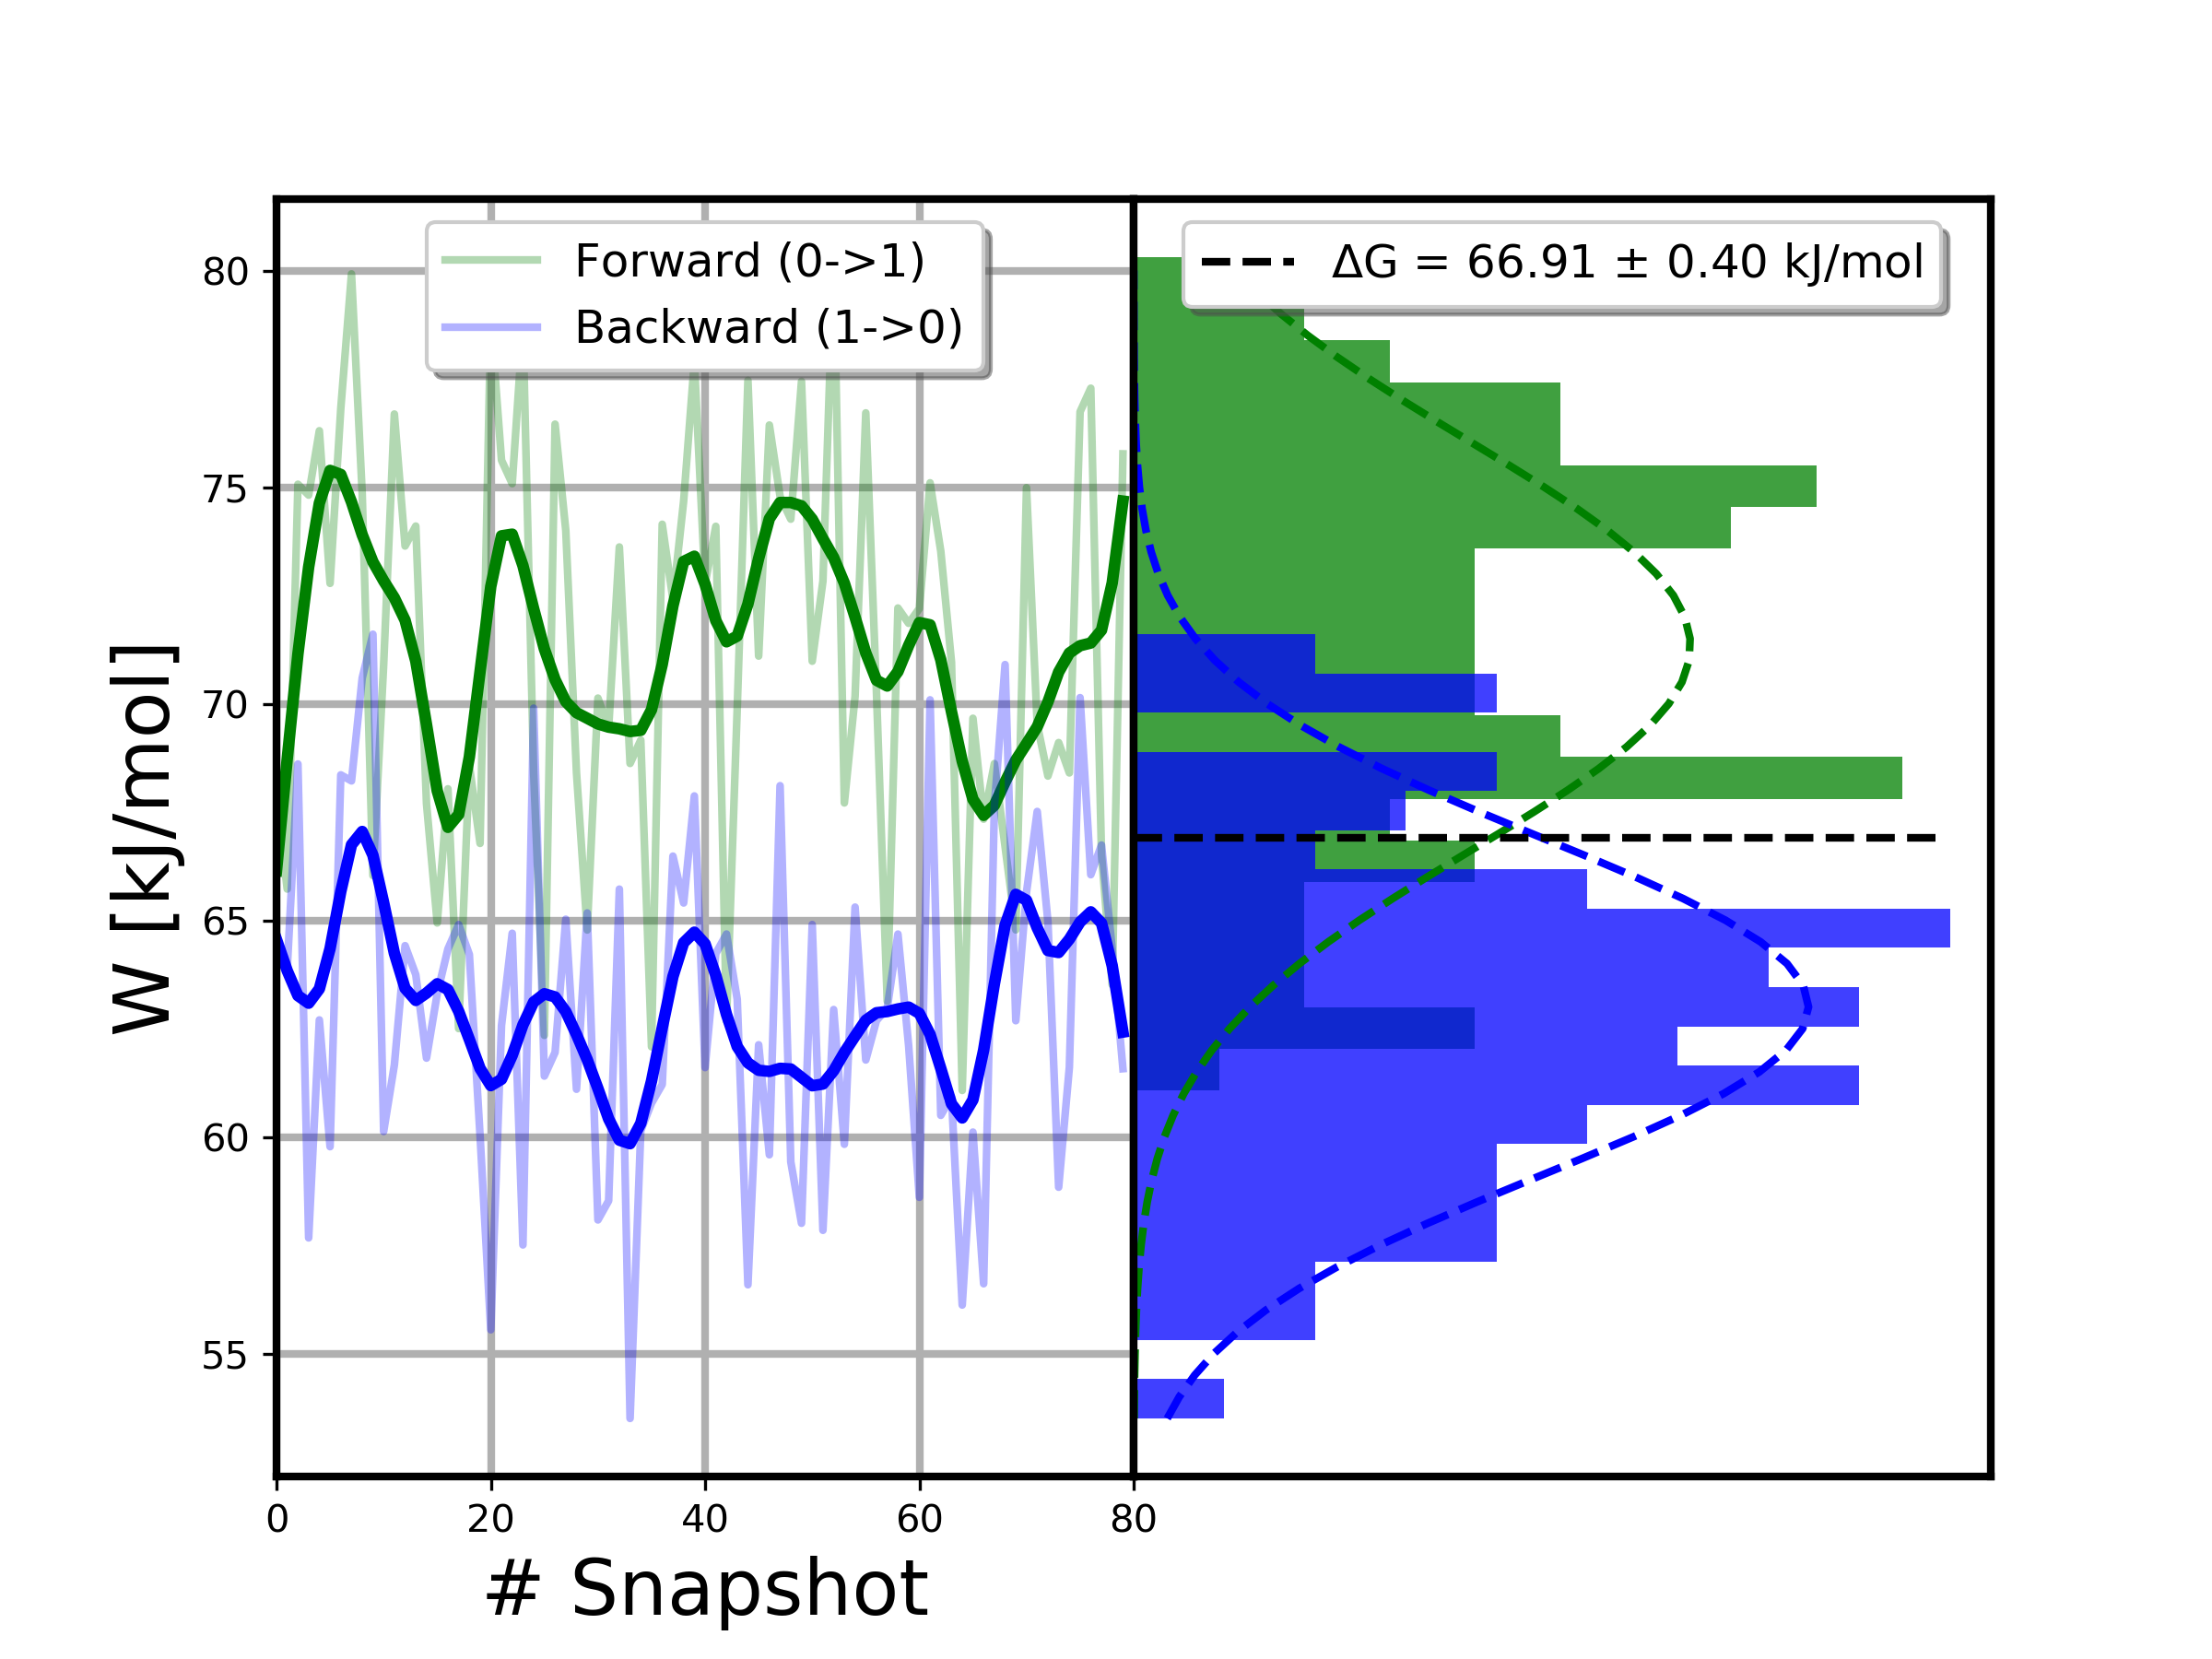 Forward (0->1)
Backward (1->0)
ΔG = 66.91 ± 0.40 kJ/mol
W [kJ/mol]
80
75
70
65
60
55
0 20 40 60 80
# Snapshot